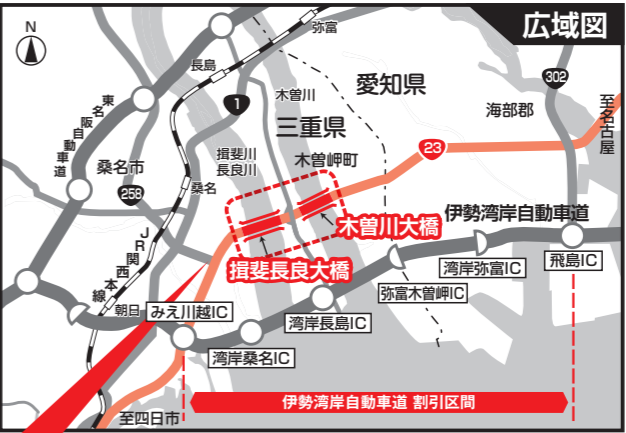 広域図
N
弥富
長島
302
愛知県
東名阪自動車道
1
木曽川
海部郡
至名古屋
三重県
揖斐川
長良川
木曽岬町
23
桑名市
258
桑名
伊勢湾岸自動車道
木曽川大橋
JR関西本線
揖斐長良大橋
飛島IC
湾岸弥富IC
弥富木曽岬IC
朝日
みえ川越IC
湾岸長島IC
湾岸桑名IC
伊勢湾岸自動車道 割引区間
至四日市